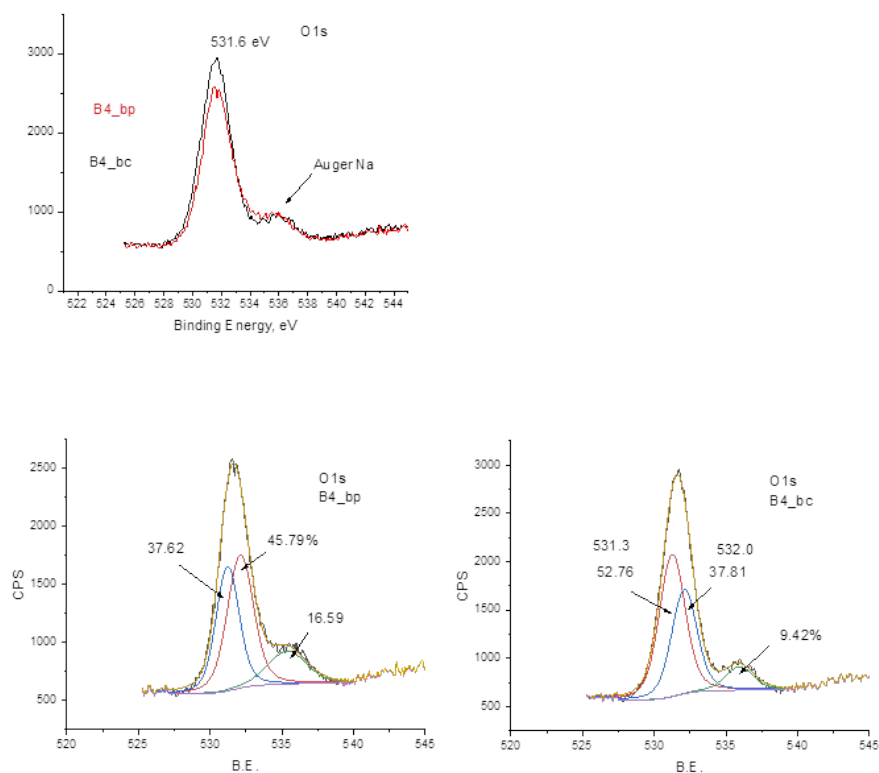 531.6 eV
O1s
3000
B4_bp
2000
B4_bc
Auger Na
1000
0
522 524 526 528 530 532 534 536 538 540 542 544
Binding Energy, eV
2500
O1s
B4_bp
37.62
45.79%
2000
CPS
1500
16.59
1000
500
520 525 530 535 540 545
B.E.
3000
O1s
B4_bc
2500
531.3
52.76
532.0
37.81
2000
CPS
1500
9.42%
1000
500
520 525 530 535 540 545
B.E.